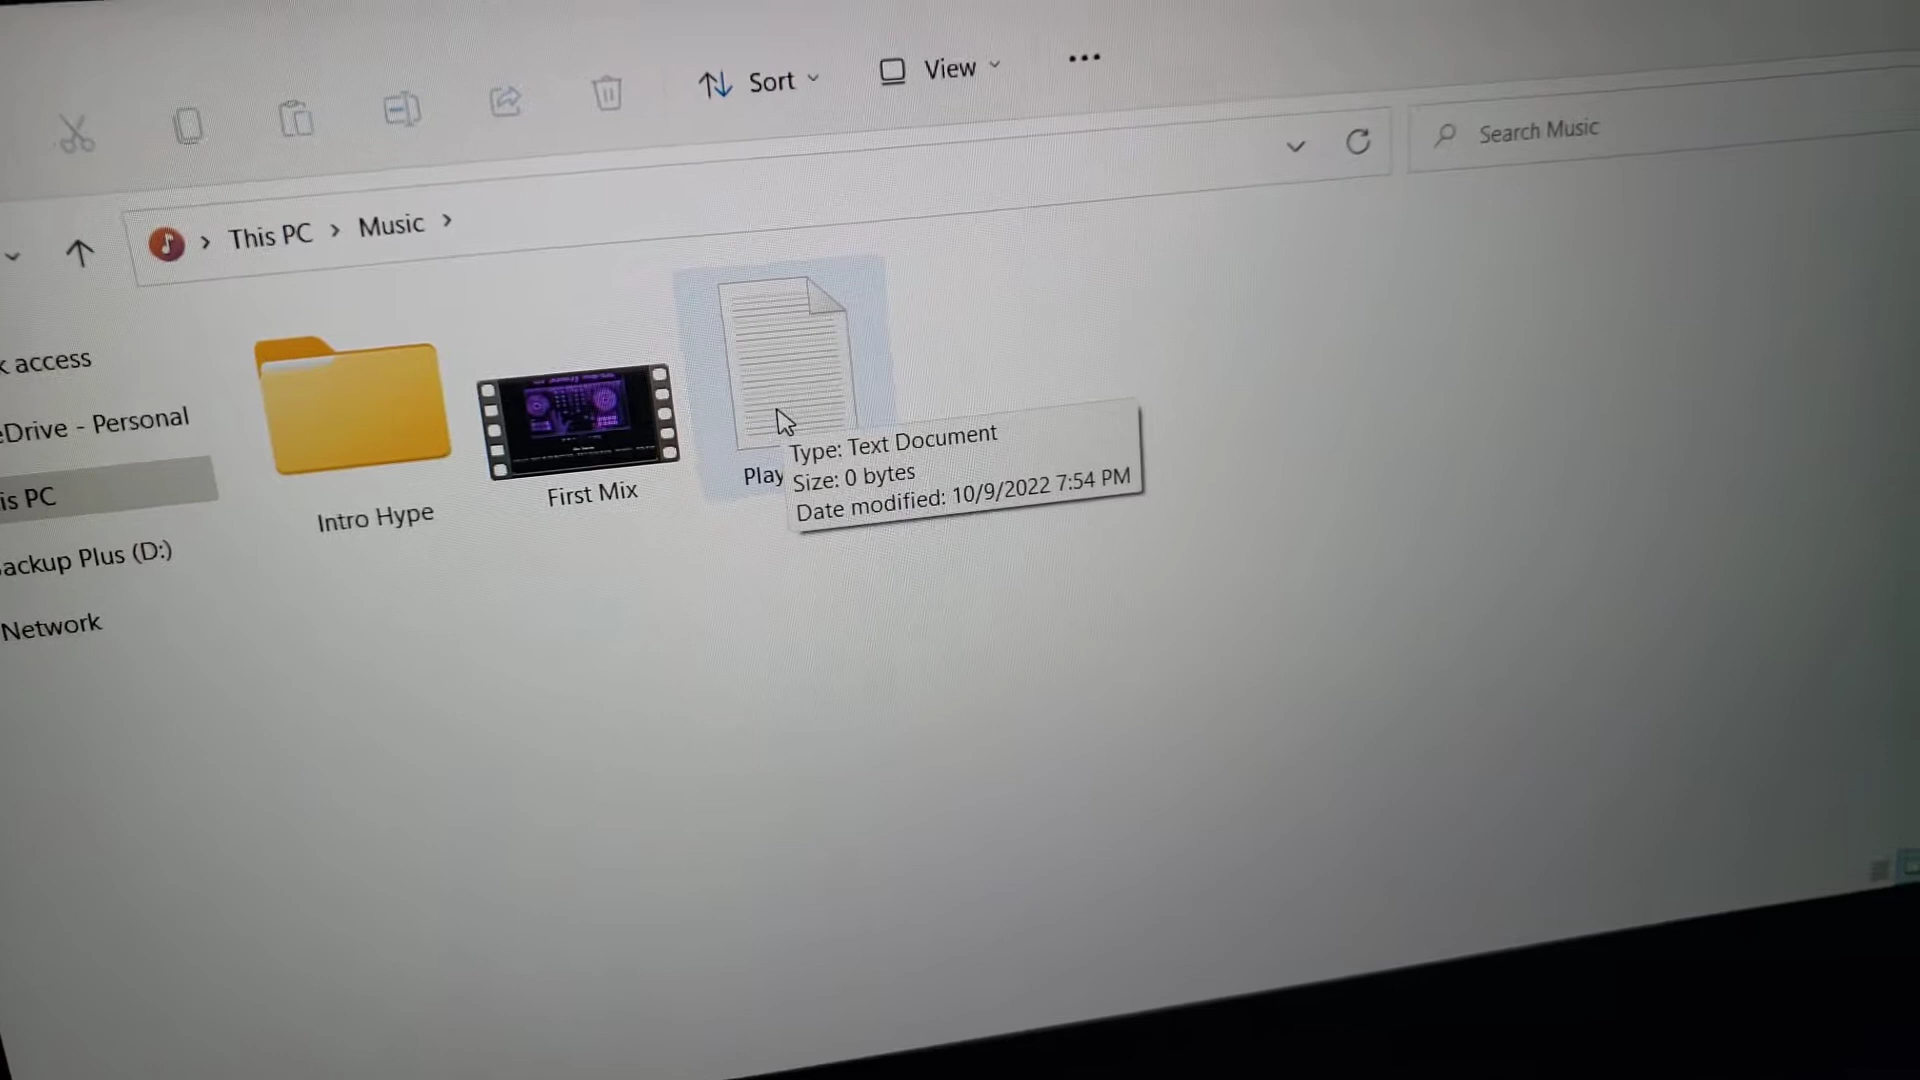 Sort
View
This PC
Music
Search Music
access
Drive - Personal
is PC
ackup Plus (D:)
Network
Intro Hype
First Mix
Play
Type: Text Document
Size: 0 bytes
Date modified: 10/9/2022 7:54 PM